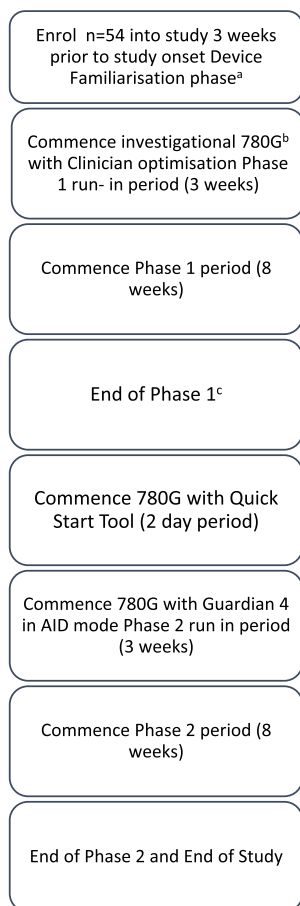 Enrol n=54 into study 3 weeks
prior to study onset Device
Familiarisation phaseᵃ
Commence investigational 780Gᵇ
with Clinician optimisation Phase
1 run- in period (3 weeks)
Commence Phase 1 period (8
weeks)
End of Phase 1ᶜ
Commence 780G with Quick
Start Tool (2 day period)
Commence 780G with Guardian 4
in AID mode Phase 2 run in period
(3 weeks)
Commence Phase 2 period (8
weeks)
End of Phase 2 and End of Study